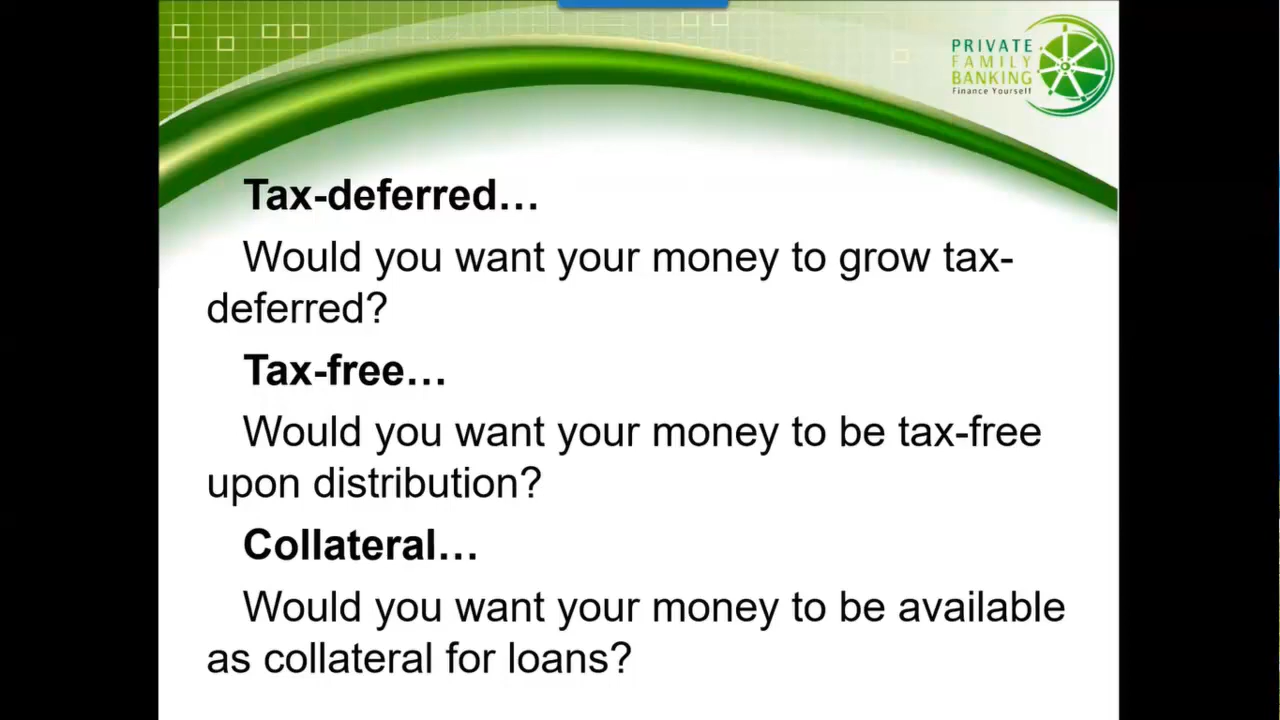 PRIVATE
FAMILY
BANKING
Finance Yourself
Tax-deferred…
Would you want your money to grow tax-
deferred?
Tax-free…
Would you want your money to be tax-free
upon distribution?
Collateral…
Would you want your money to be available
as collateral for loans?